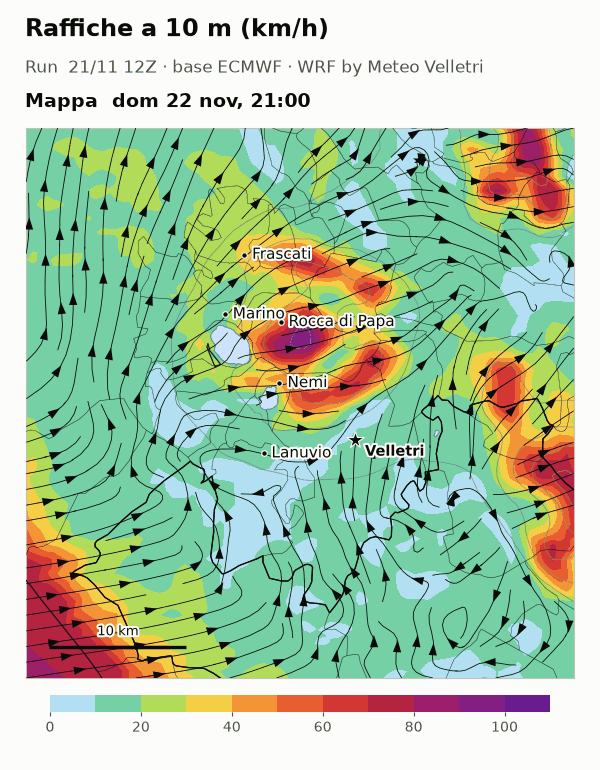 Raffiche a 10 m (km/h)
Run  21/11 12Z · base ECMWF · WRF by Meteo Velletri
Mappa  dom 22 nov, 21:00
Frascati
Marino
Rocca di Papa
Nemi
Lanuvio
Velletri
10 km
0 20 40 60 80 100